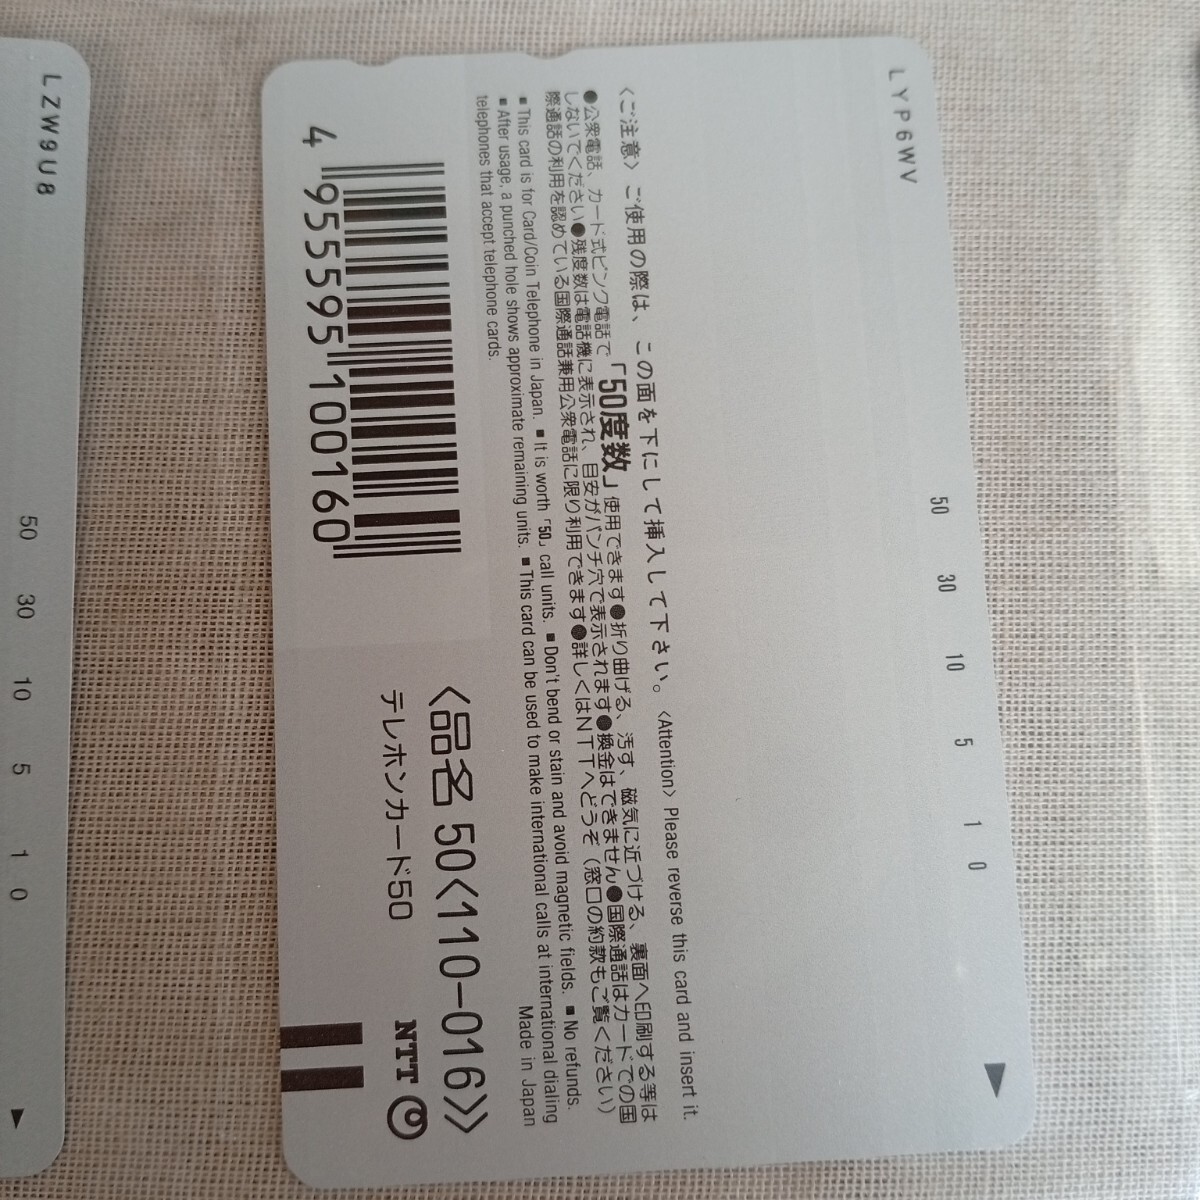 LZW9U8
50 30 10 5 1 0
LYP6WV
50 30 10 5 1 0
〈ご注意〉ご使用の際は、この面を下にして挿入して下さい。〈Attention〉Please reverse this card and insert it.
●公衆電話、カード式ピンク電話で「50度数」使用できます●折り曲げる、汚す、磁気に近づける、裏面へ印刷する等は
しないでください●残度数は電話機に表示され、目安がパンチ穴で表示されます●換金はできません●国際通話はカードでの国
際通話の利用を認めている国際通話兼用公衆電話に限り利用できます●詳しくはNTTへどうぞ(窓口の約款もご覧ください)
■This card is for Card/Coin Telephone in Japan. ■It is worth「50」call units. ■Don't bend or stain and avoid magnetic fields. ■No refunds.
■After usage, a punched hole shows approximate remaining units. ■This card can be used to make international calls at international dialing
telephones that accept telephone cards.
Made in Japan
4 955595 100160
〈品名 50〈110-016〉〉
テレホンカード50
NTT